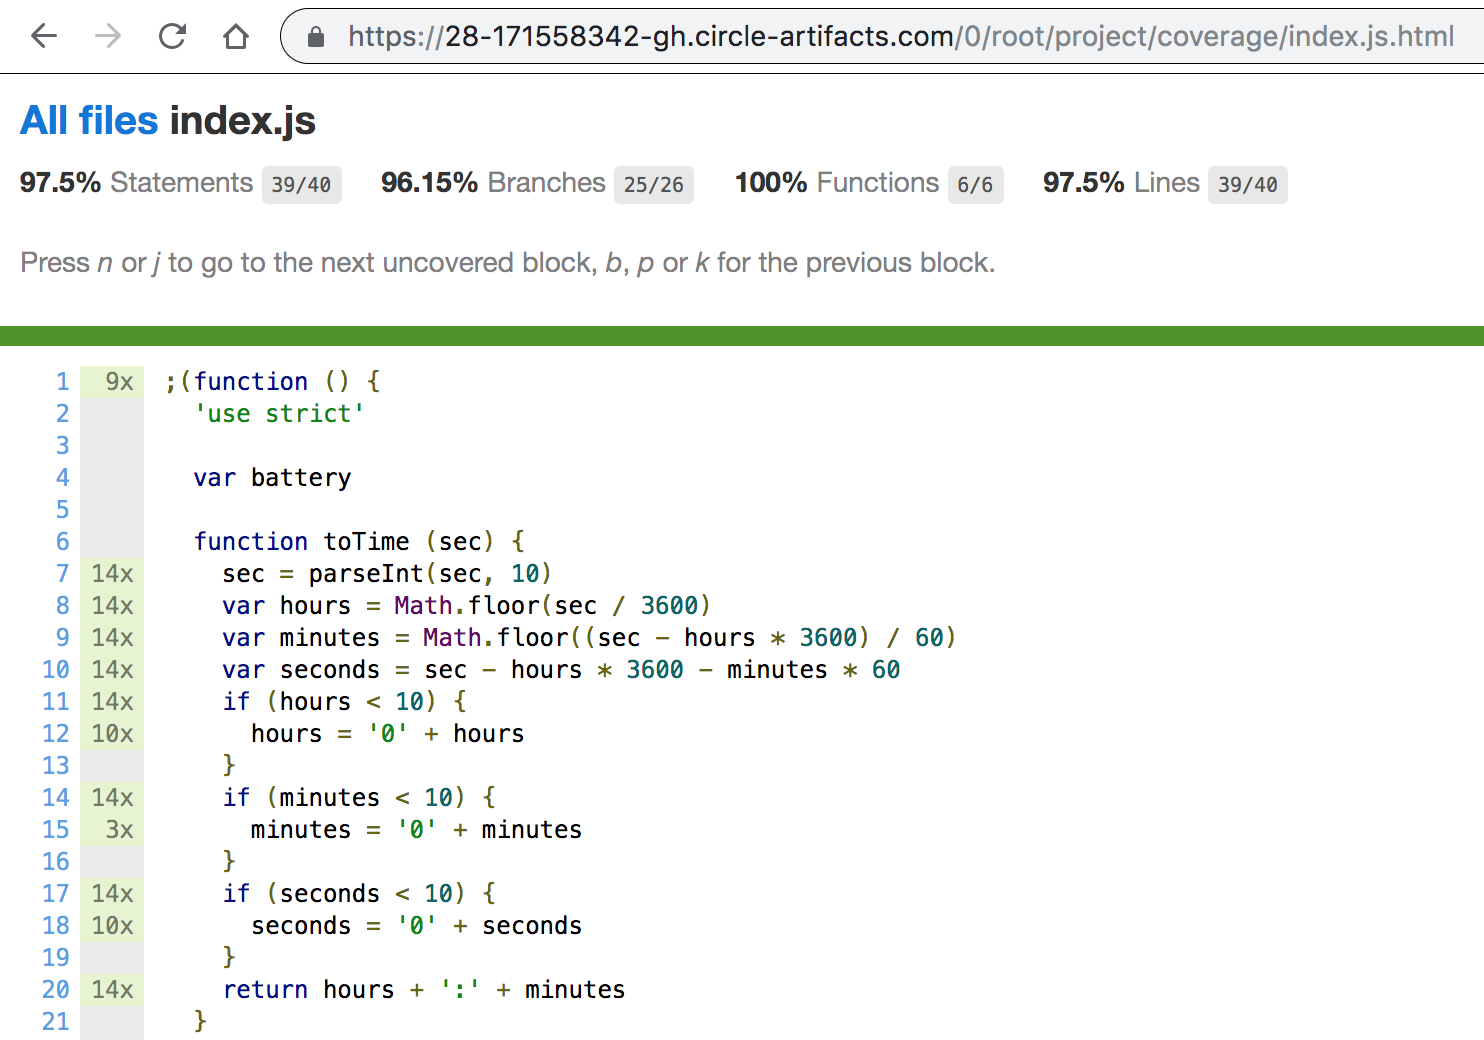 https://28-171558342-gh.circle-artifacts.com/0/root/project/coverage/index.js.html
All files index.js
97.5% Statements 39/40 96.15% Branches 25/26 100% Functions 6/6 97.5% Lines 39/40
Press n or j to go to the next uncovered block, b, p or k for the previous block.
1 9x ;(function () {
2 'use strict'
3
4 var battery
5
6 function toTime (sec) {
7 14x sec = parseInt(sec, 10)
8 14x var hours = Math.floor(sec / 3600)
9 14x var minutes = Math.floor((sec - hours * 3600) / 60)
10 14x var seconds = sec - hours * 3600 - minutes * 60
11 14x if (hours < 10) {
12 10x hours = '0' + hours
13 }
14 14x if (minutes < 10) {
15 3x minutes = '0' + minutes
16 }
17 14x if (seconds < 10) {
18 10x seconds = '0' + seconds
19 }
20 14x return hours + ':' + minutes
21 }